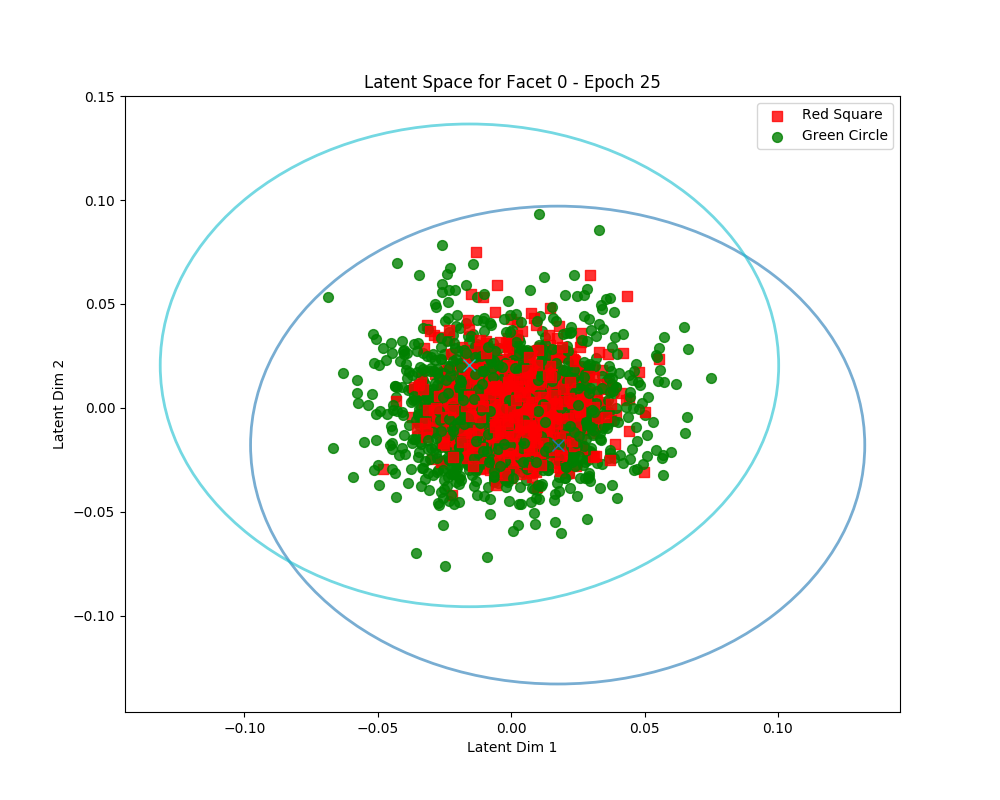 Latent Space for Facet 0 - Epoch 25
Red Square
Green Circle
0.15
0.10
0.05
0.00
−0.05
−0.10
Latent Dim 2
−0.10
−0.05
0.00
0.05
0.10
Latent Dim 1